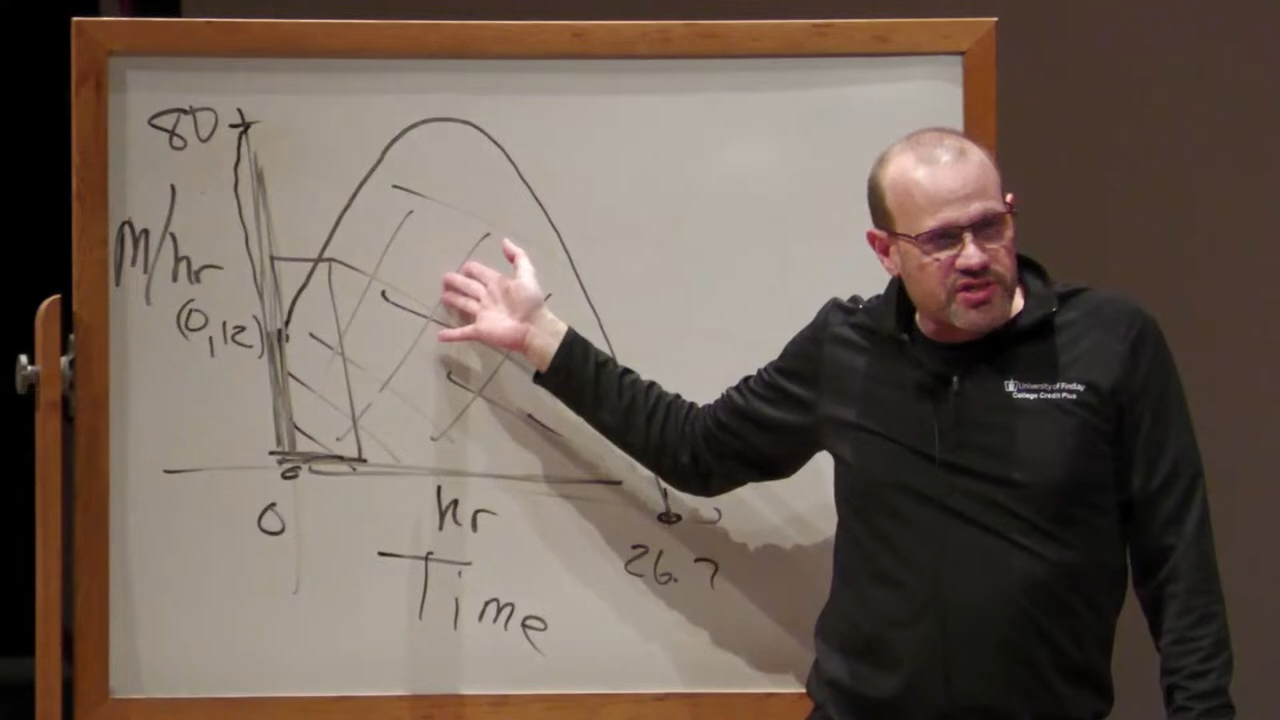 80
m/hr
(0,12)
0
hr
Time
26.7
University of Findlay
College Credit Plus